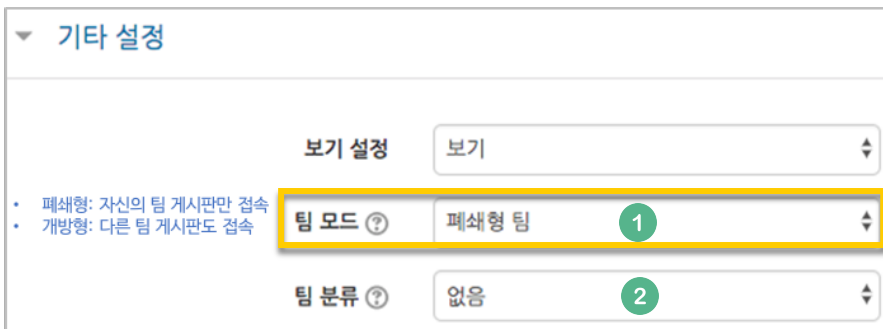 기타 설정
보기 설정 보기
• 폐쇄형: 자신의 팀 게시판만 접속
• 개방형: 다른 팀 게시판도 접속
팀 모드 ? 폐쇄형 팀 1
팀 분류 ? 없음 2